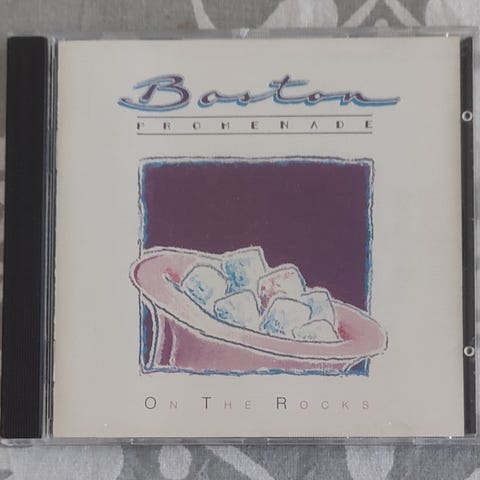 Boston
PROMENADE
ON THE ROCKS